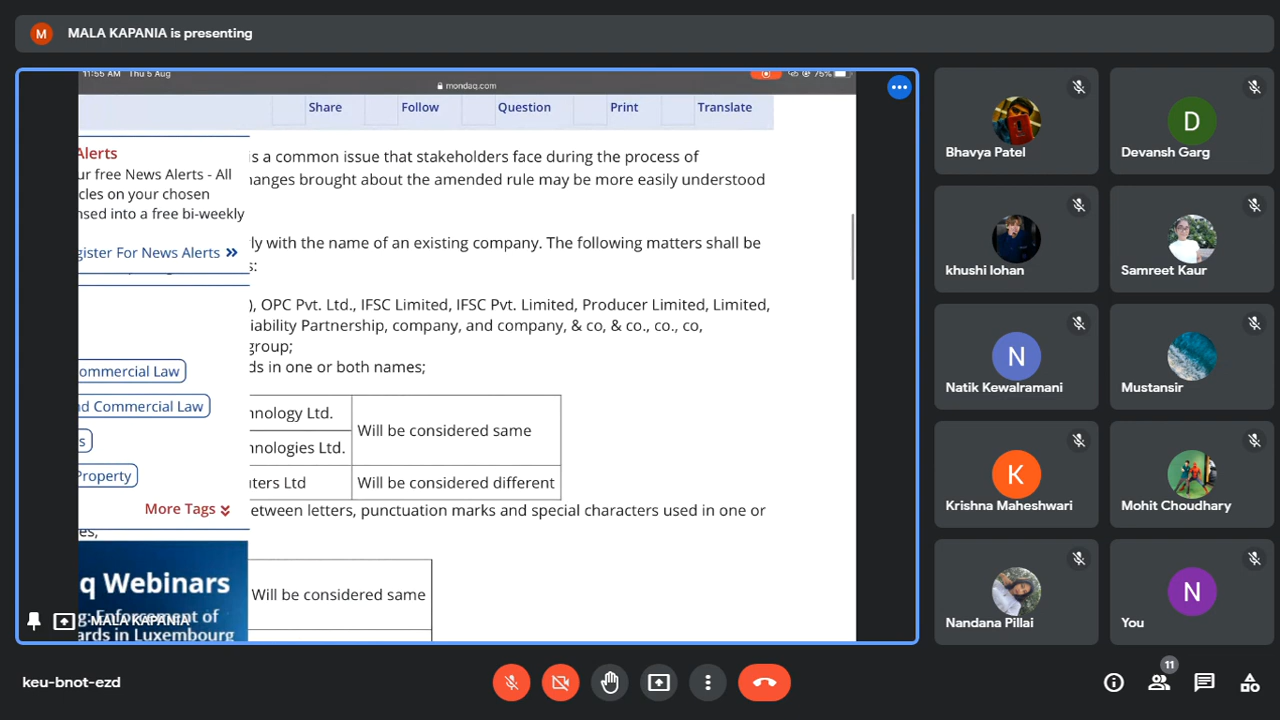 M MALA KAPANIA is presenting
11:55 AM Thu 5 Aug
75%
mondaq.com
Share Follow Question Print Translate
Alerts
ur free News Alerts - All
cles on your chosen
nsed into a free bi-weekly
gister For News Alerts
ommercial Law
nd Commercial Law
s
Property
More Tags
q Webinars
g: Enforcement of
ards in Luxembourg
is a common issue that stakeholders face during the process of
hanges brought about the amended rule may be more easily understood
ly with the name of an existing company. The following matters shall be
s:
), OPC Pvt. Ltd., IFSC Limited, IFSC Pvt. Limited, Producer Limited, Limited,
iability Partnership, company, and company, & co, & co., co., co,
group;
ds in one or both names;
hnology Ltd.
Will be considered same
hnologies Ltd.
uters Ltd Will be considered different
etween letters, punctuation marks and special characters used in one or
es,
Will be considered same
MALA KAPANIA
Bhavya Patel
D
Devansh Garg
khushi lohan
Samreet Kaur
N
Natik Kewalramani
Mustansir
K
Krishna Maheshwari
Mohit Choudhary
Nandana Pillai
N
You
keu-bnot-ezd
11